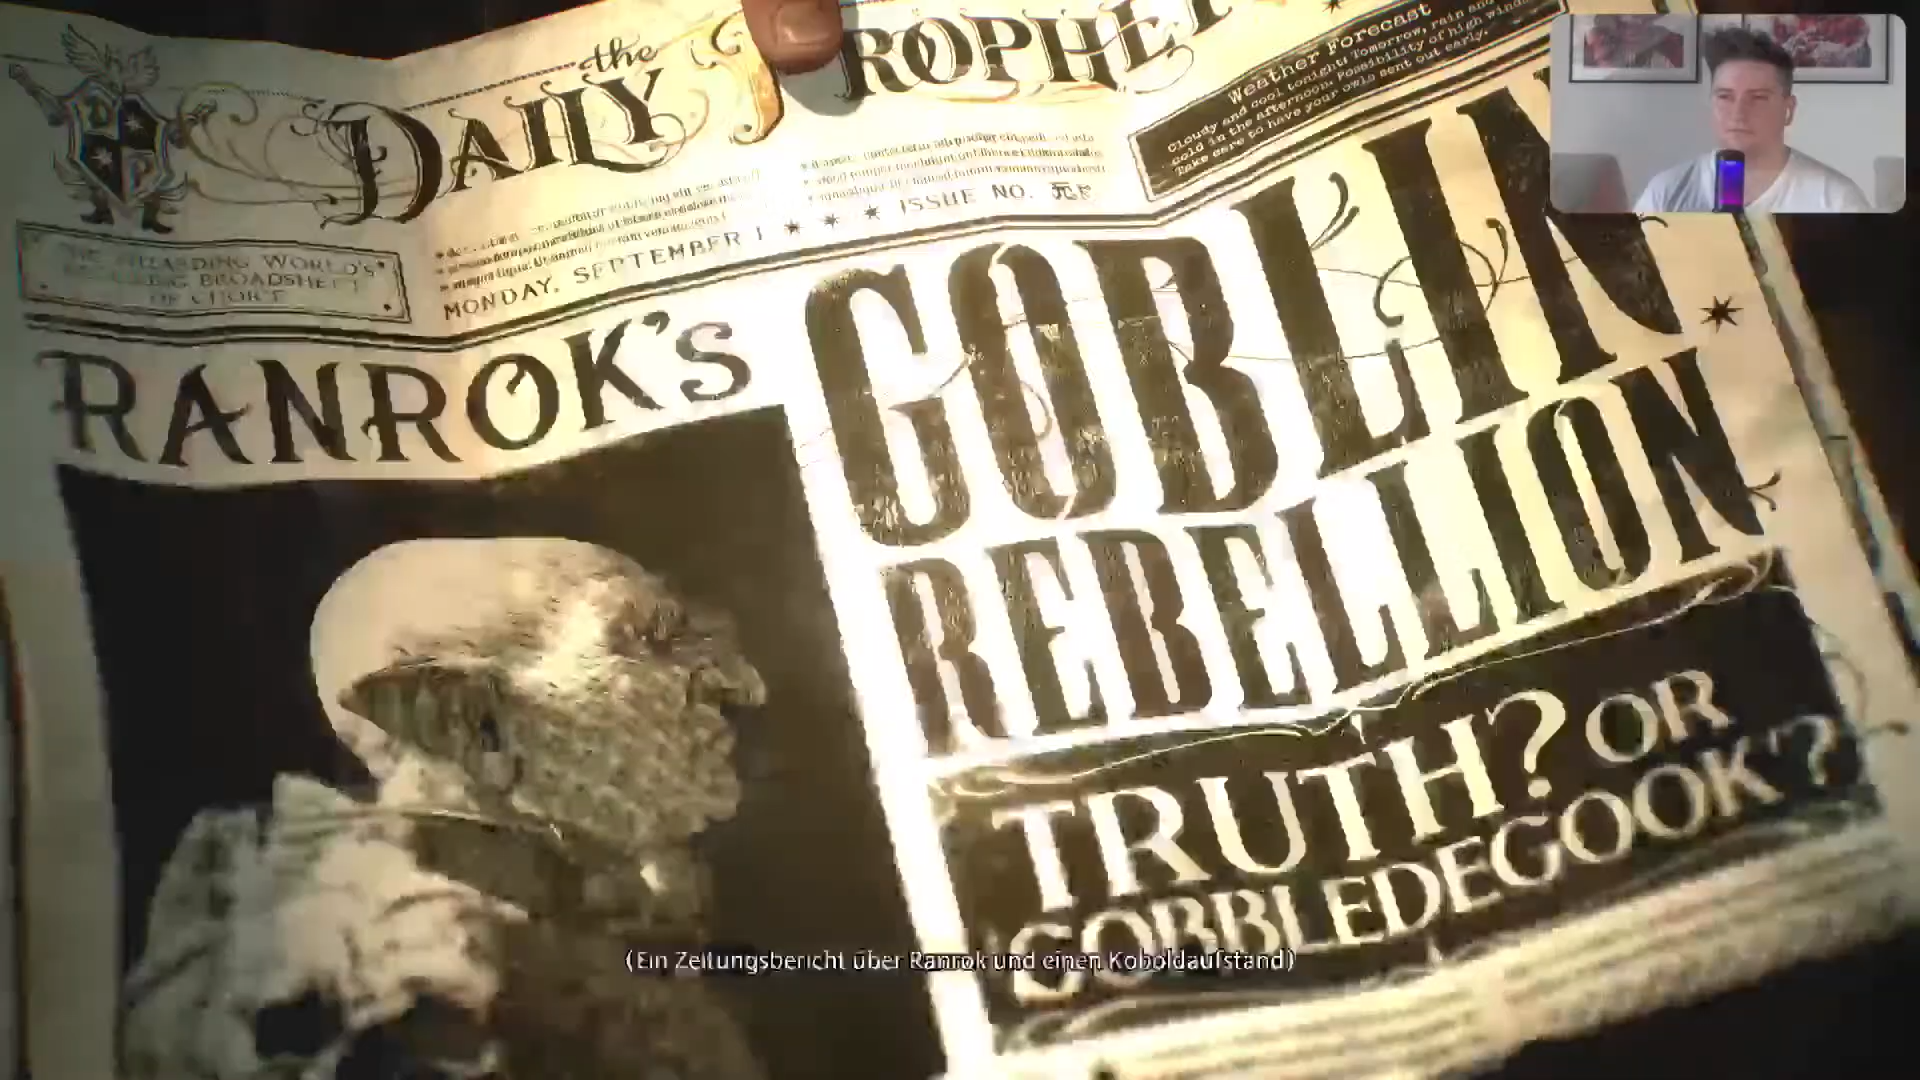 the
DAILY PROPHET
Weather Forecast
Cloudy and cool tonight; Tomorrow, rain and
cold in the afternoon. Possibility of high winds
Take care to have your owls sent out early.
THE WIZARDING WORLD'S
BROADSHEET
OF CHOICE
MONDAY, SEPTEMBER 1 ISSUE NO.
RANROK'S
GOBLIN
REBELLION
TRUTH? OR
GOBBLEDEGOOK?
(Ein Zeitungsbericht über Ranrok und einen Koboldaufstand)